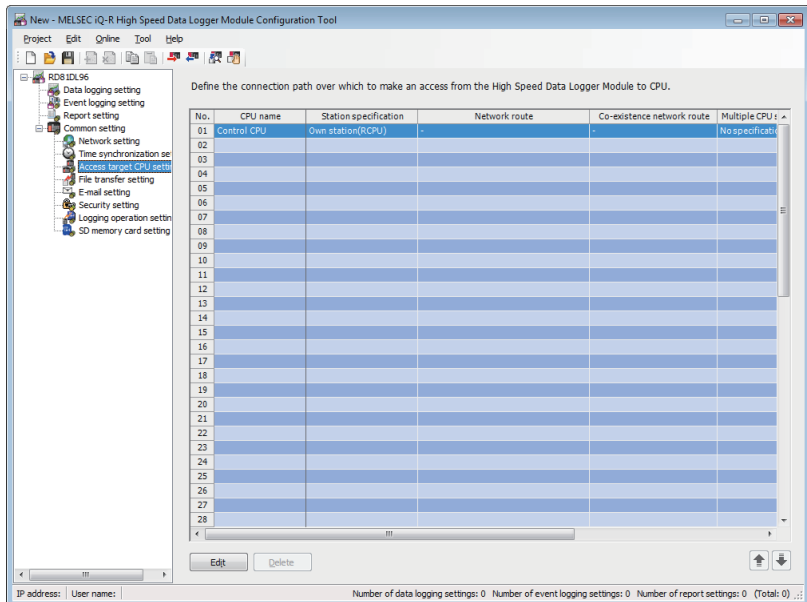 New - MELSEC iQ-R High Speed Data Logger Module Configuration Tool
Project Edit Online Tool Help
RD81DL96
Data logging setting
Event logging setting
Report setting
Common setting
Network setting
Time synchronization se
Access target CPU settin
File transfer setting
E-mail setting
Security setting
Logging operation settin
SD memory card setting
Define the connection path over which to make an access from the High Speed Data Logger Module to CPU.
No. CPU name Station specification Network route Co-existence network route Multiple CPU s
01 Control CPU Own station(RCPU) - - No specificatio
02
03
04
05
06
07
08
09
10
11
12
13
14
15
16
17
18
19
20
21
22
23
24
25
26
27
28
Edit Delete
IP address: User name: Number of data logging settings: 0 Number of event logging settings: 0 Number of report settings: 0 (Total: 0)